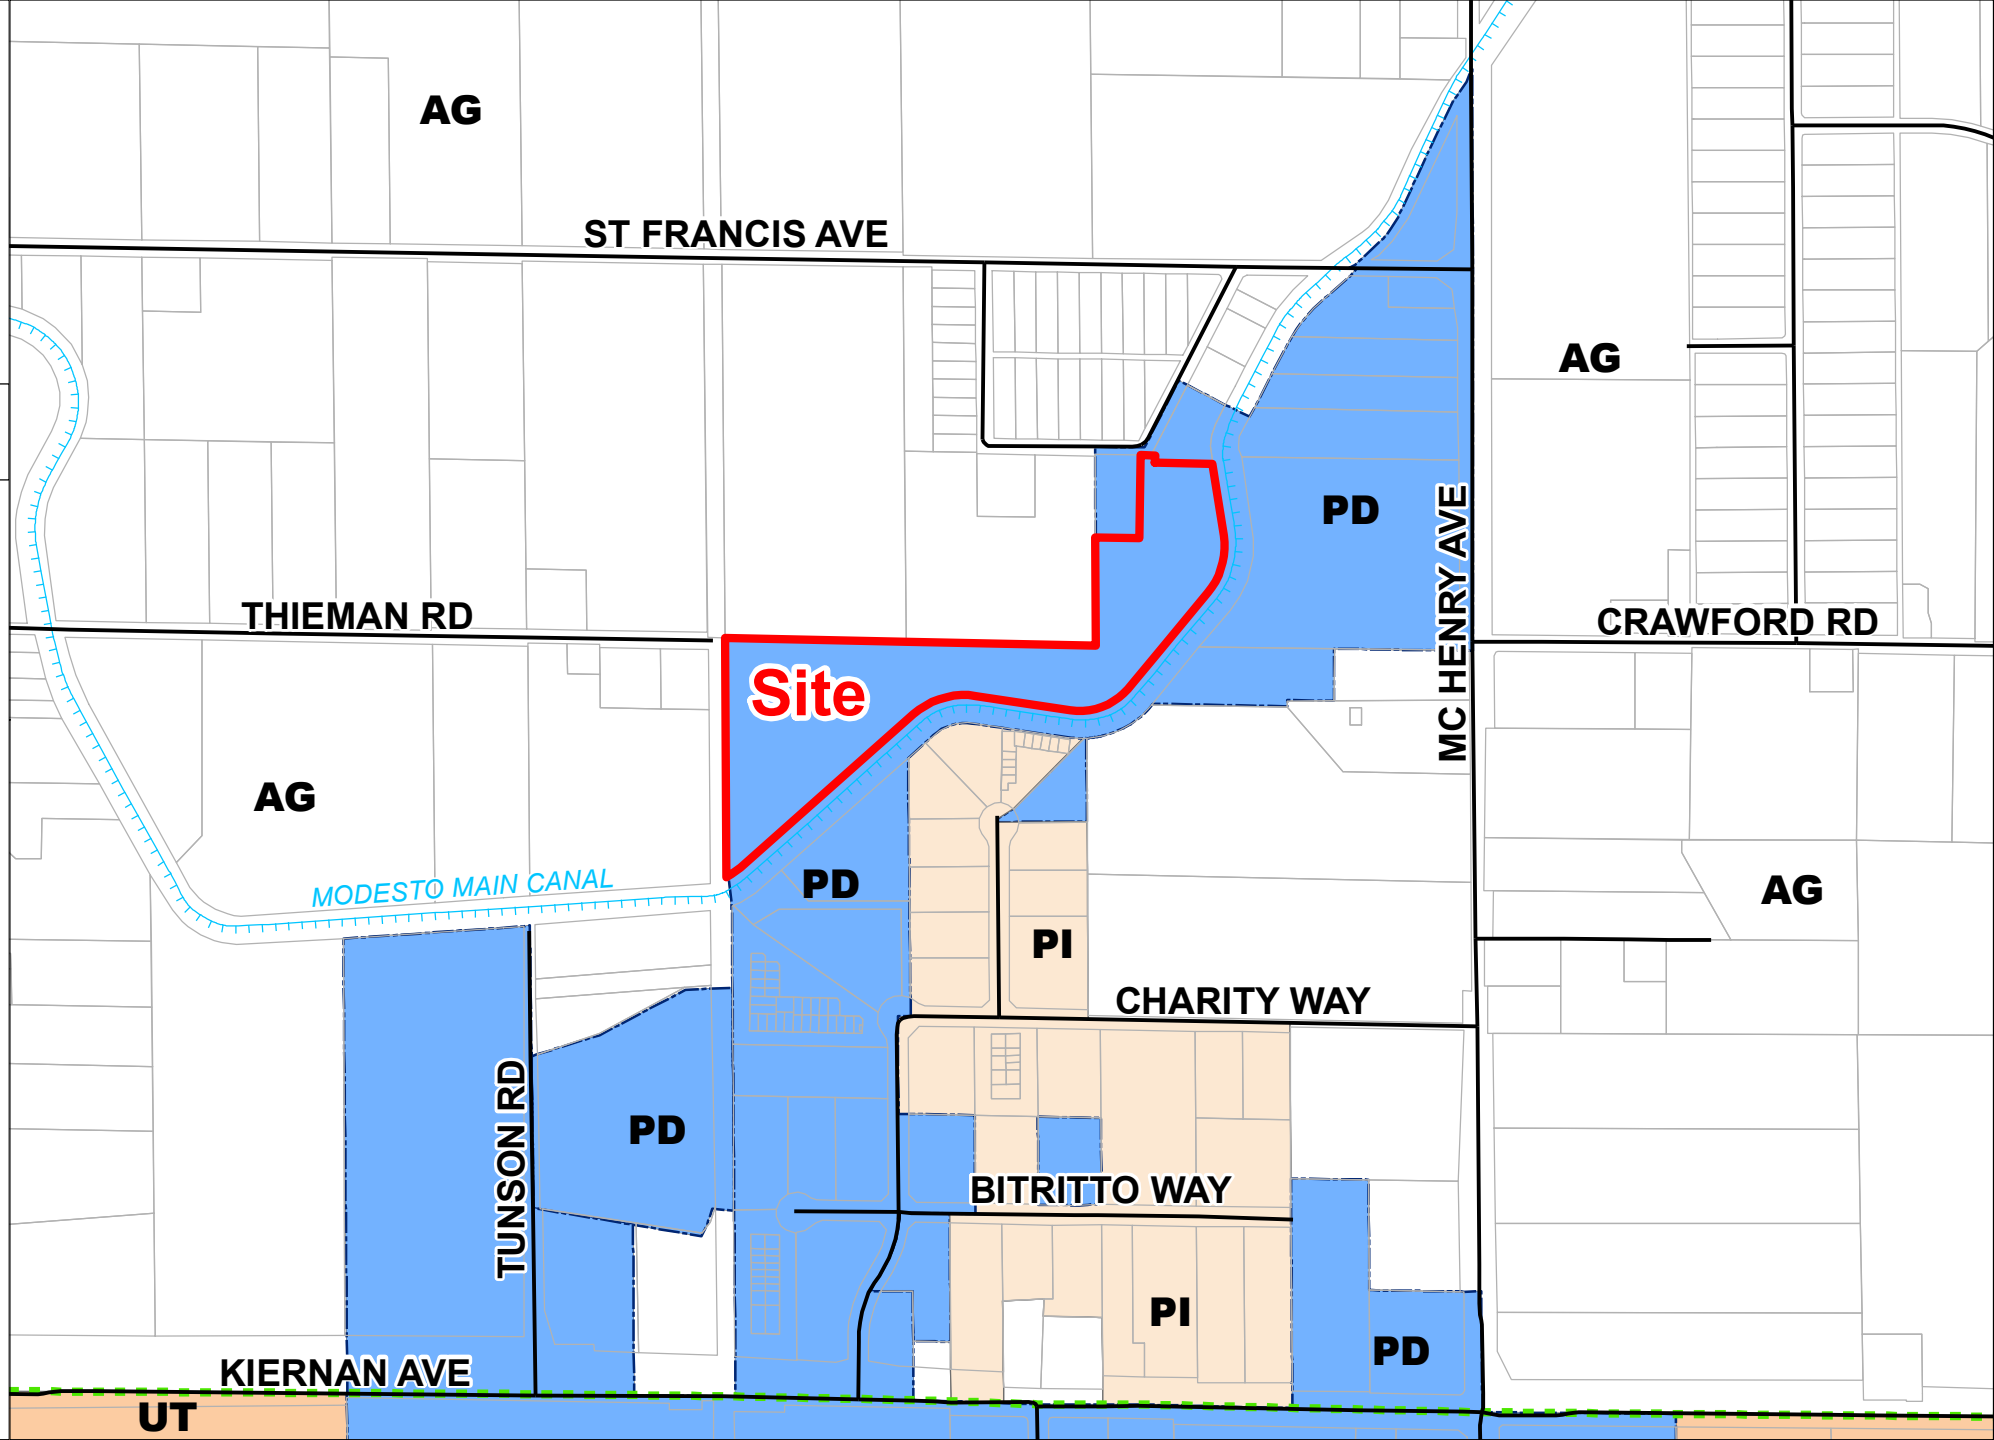 AG
ST FRANCIS AVE
AG
PD
MC HENRY AVE
THIEMAN RD
CRAWFORD RD
Site
AG
MODESTO MAIN CANAL
PD
AG
PI
CHARITY WAY
TUNSON RD
PD
BITRITTO WAY
PI
PD
KIERNAN AVE
UT